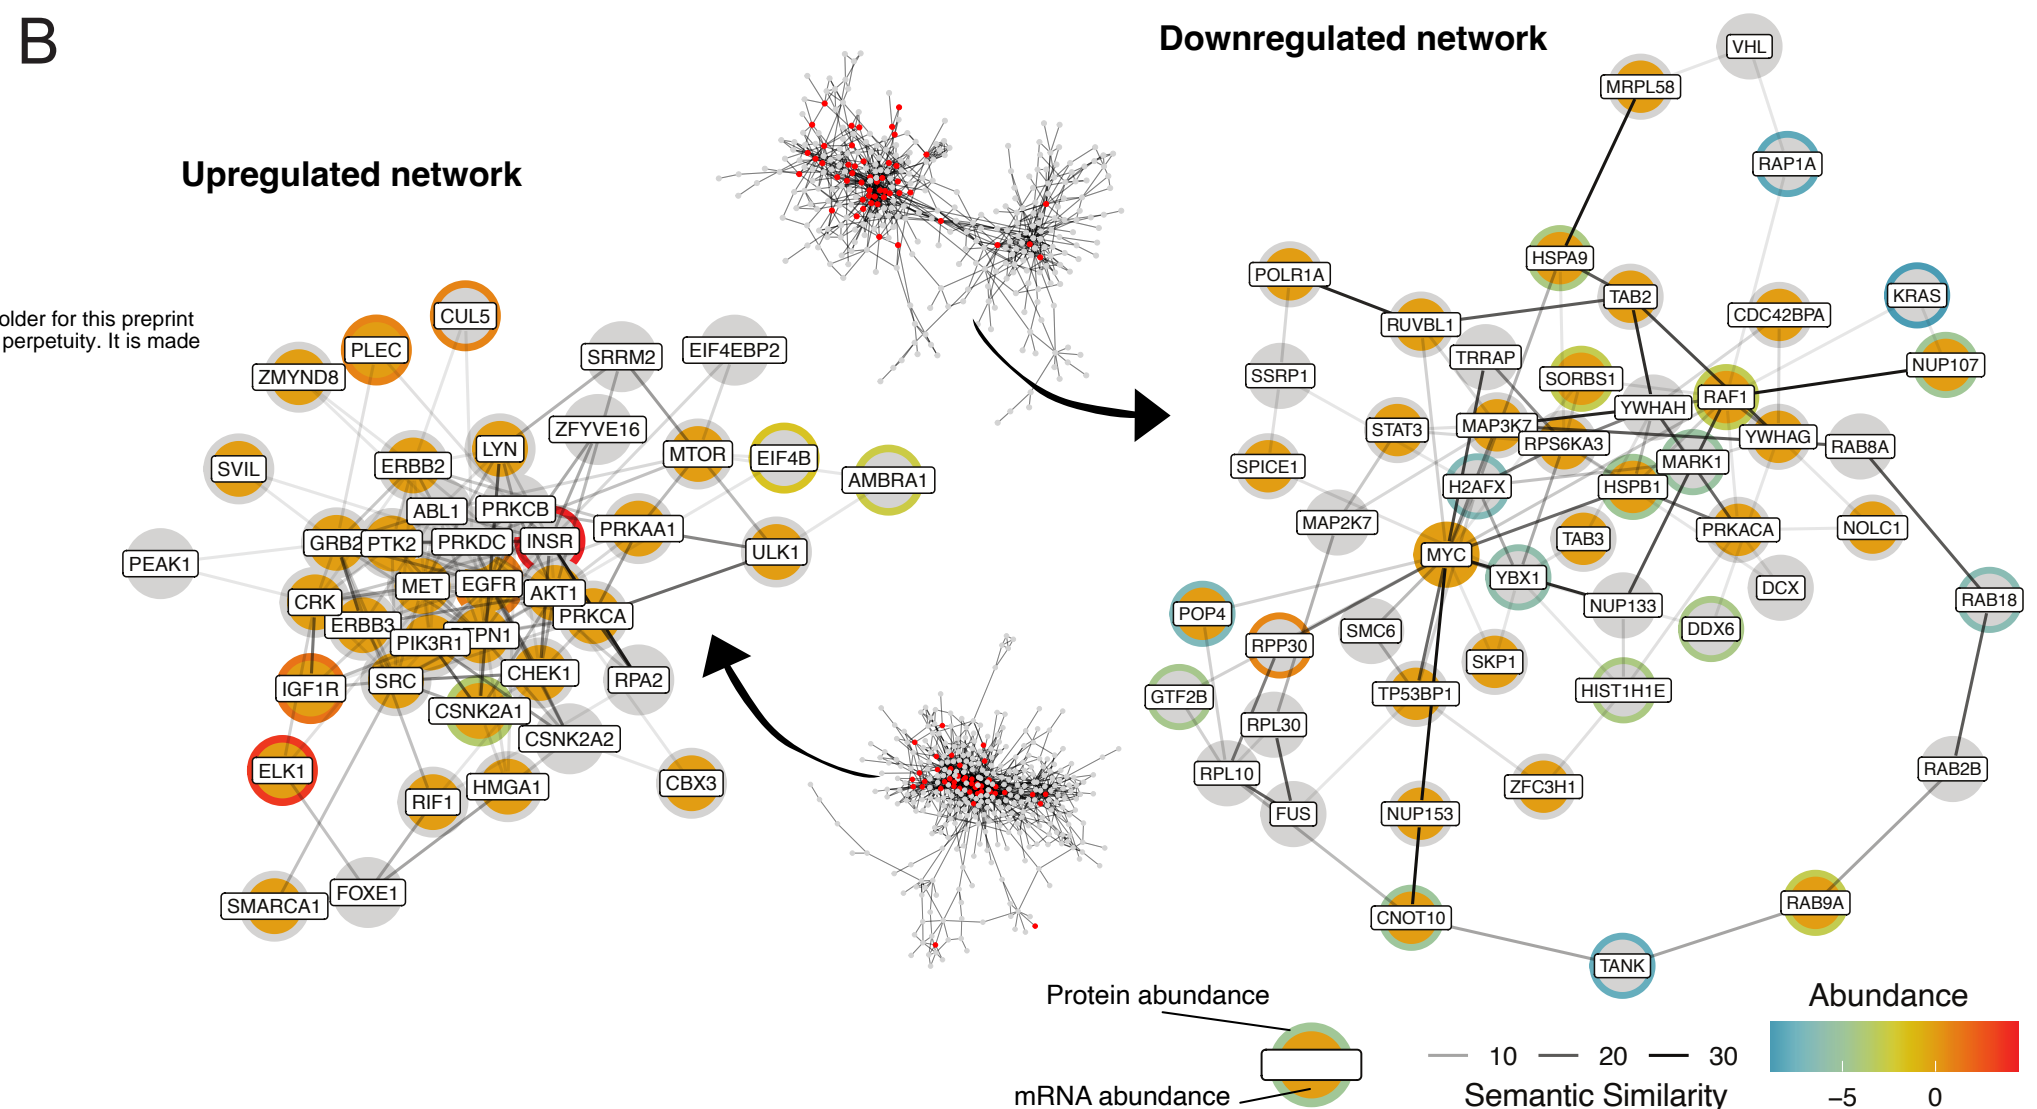 B
Upregulated network
Downregulated network
older for this preprint
perpetuity. It is made
CUL5
PLEC
ZMYND8
SRRM2
EIF4EBP2
ZFYVE16
LYN
ERBB2
MTOR
EIF4B
AMBRA1
SVIL
ABL1
PRKCB
PRKAA1
GRB2
PTK2
PRKDC
INSR
ULK1
PEAK1
MET
EGFR
AKT1
CRK
PRKCA
ERBB3
PIK3R1
TPN1
CHEK1
RPA2
IGF1R
SRC
CSNK2A1
CSNK2A2
ELK1
RIF1
HMGA1
CBX3
SMARCA1
FOXE1
VHL
MRPL58
RAP1A
HSPA9
POLR1A
TAB2
KRAS
RUVBL1
CDC42BPA
TRRAP
SSRP1
SORBS1
NUP107
RAF1
YWHAH
STAT3
MAP3K7
RPS6KA3
YWHAG
RAB8A
SPICE1
MARK1
H2AFX
HSPB1
MAP2K7
PRKACA
NOLC1
TAB3
MYC
YBX1
DCX
NUP133
RAB18
POP4
DDX6
SMC6
RPP30
SKP1
GTF2B
TP53BP1
HIST1H1E
RPL30
RPL10
RAB2B
ZFC3H1
FUS
NUP153
RAB9A
CNOT10
TANK
Protein abundance
mRNA abundance
10
20
30
Semantic Similarity
Abundance
−5
0